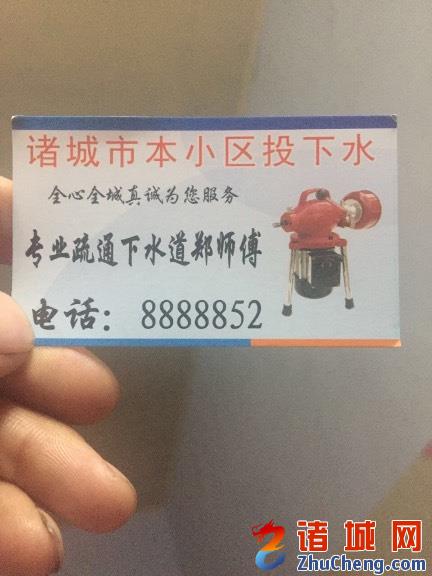 诸城市本小区投下水
全心全城真诚为您服务
专业疏通下水道郑师傅
电话：8888852
诸城网
ZhuCheng.com